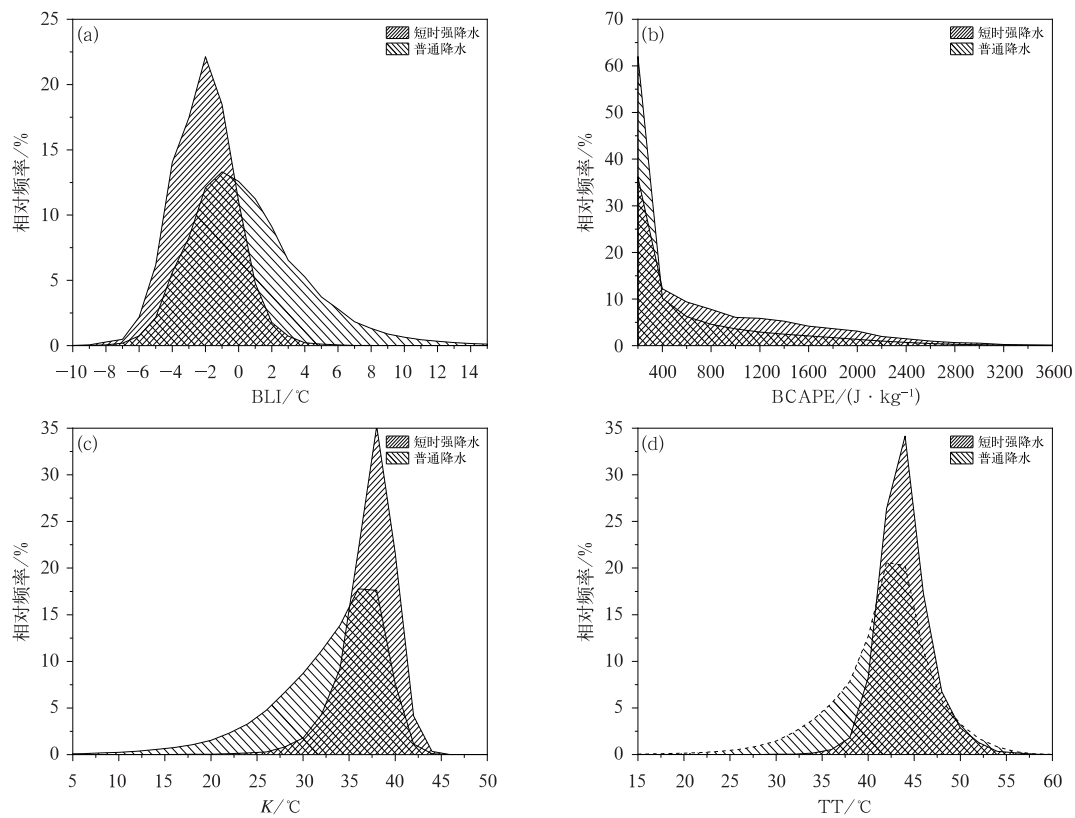 (a)
短时强降水
普通降水
25
20
15
10
5
0
相对频率/%
−10 −8 −6 −4 −2 0 2 4 6 8 10 12 14
BLI/℃
(b)
短时强降水
普通降水
70
60
50
40
30
20
10
0
相对频率/%
400 800 1200 1600 2000 2400 2800 3200 3600
BCAPE/(J · kg⁻¹)
(c)
短时强降水
普通降水
35
30
25
20
15
10
5
0
相对频率/%
5 10 15 20 25 30 35 40 45 50
K/℃
(d)
短时强降水
普通降水
35
30
25
20
15
10
5
0
相对频率/%
15 20 25 30 35 40 45 50 55 60
TT/℃